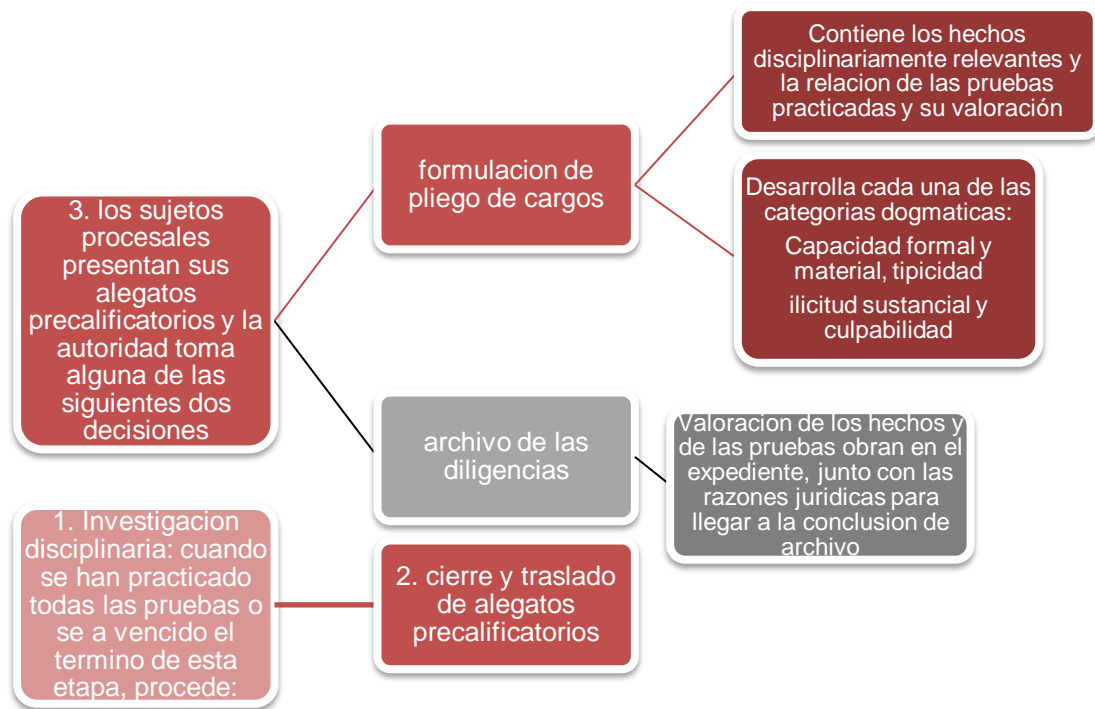 3. los sujetos
procesales
presentan sus
alegatos
precalificatorios y la
autoridad toma
alguna de las
siguientes dos
decisiones
formulacion de
pliego de cargos
Contiene los hechos
disciplinariamente relevantes y
la relacion de las pruebas
practicadas y su valoración
Desarrolla cada una de las
categorias dogmaticas:
Capacidad formal y
material, tipicidad
ilicitud sustancial y
culpabilidad
archivo de las
diligencias
Valoracion de los hechos y
de las pruebas obran en el
expediente, junto con las
razones juridicas para
llegar a la conclusion de
archivo
1. Investigacion
disciplinaria: cuando
se han practicado
todas las pruebas o
se a vencido el
termino de esta
etapa, procede:
2. cierre y traslado
de alegatos
precalificatorios